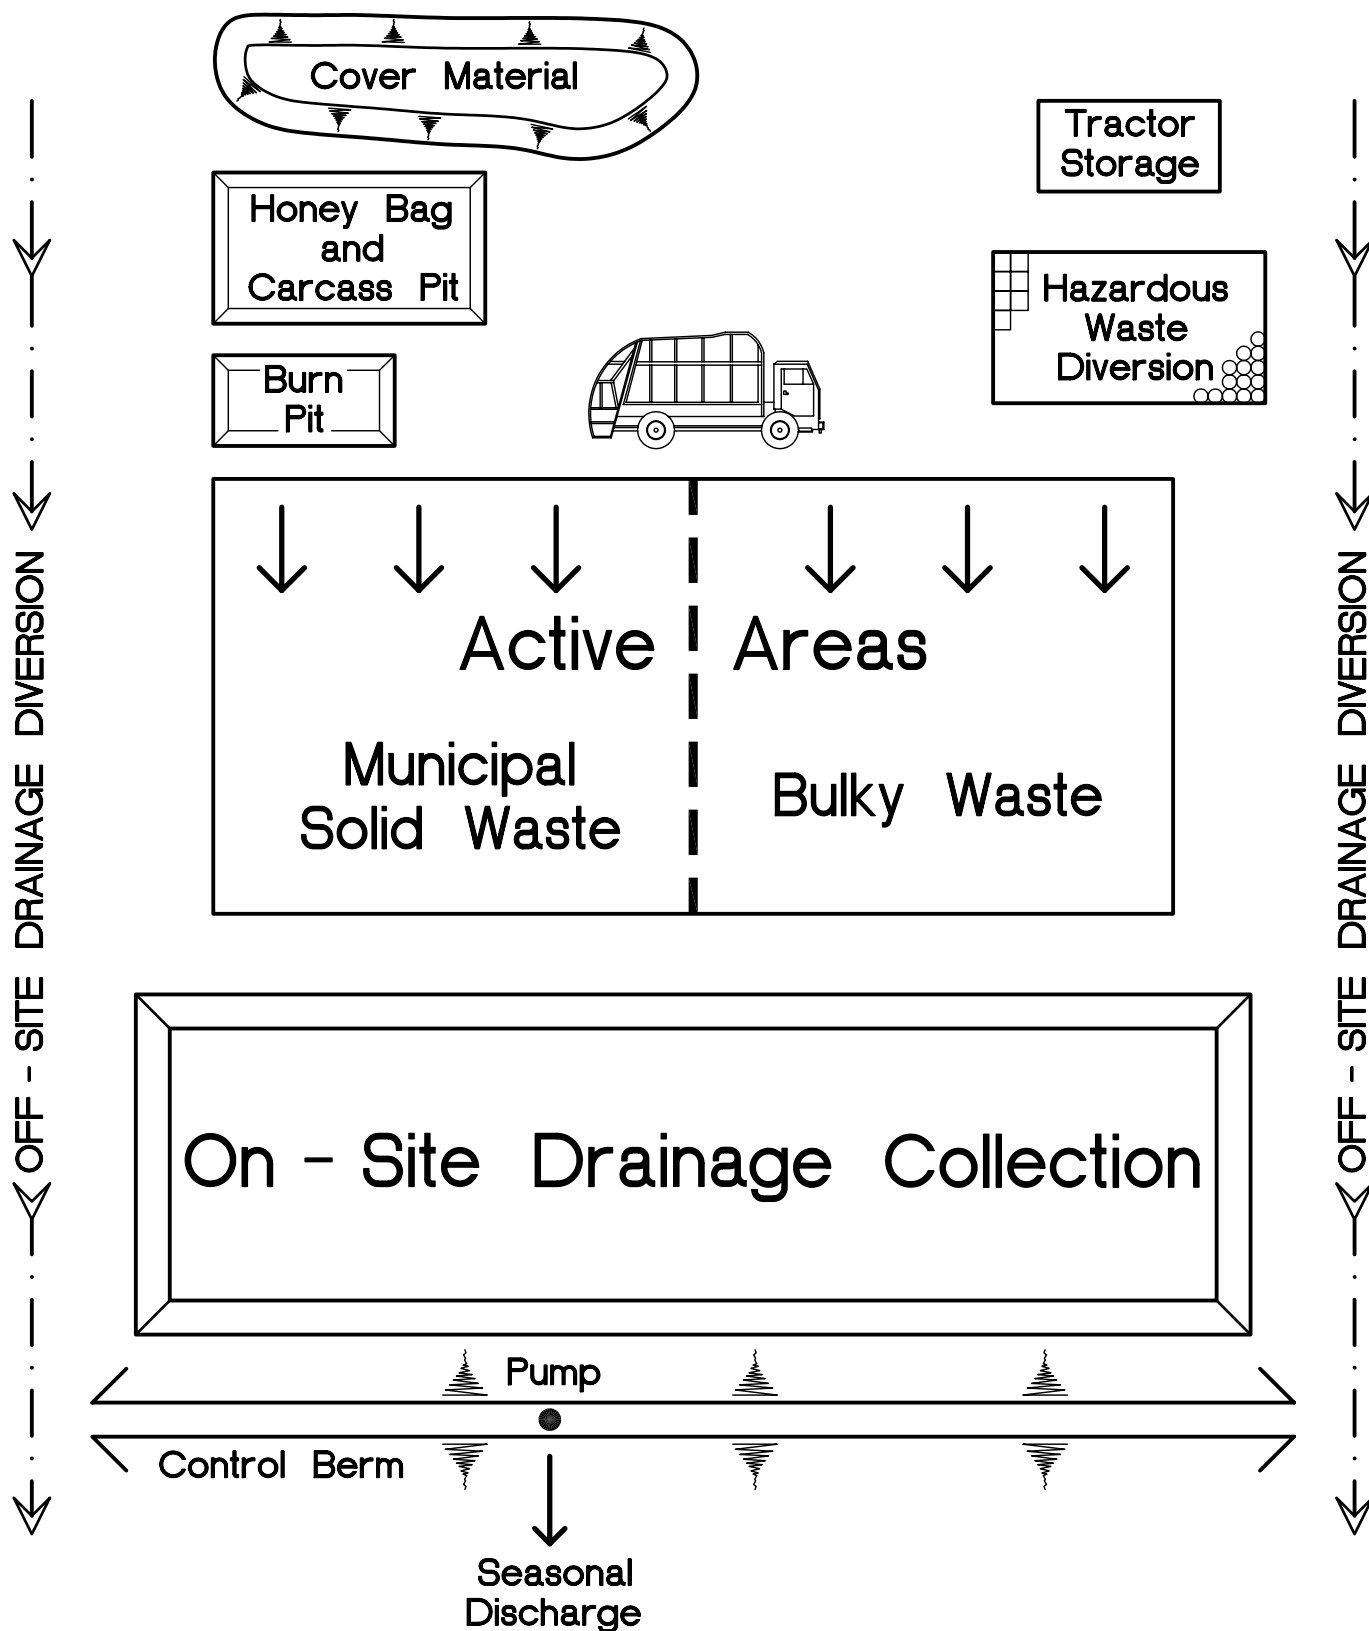 Cover Material
Tractor
Storage
Honey Bag
and
Carcass Pit
Hazardous
Waste
Diversion
Burn
Pit
OFF - SITE DRAINAGE DIVERSION
OFF - SITE DRAINAGE DIVERSION
Active Areas
Municipal
Solid Waste
Bulky Waste
On - Site Drainage Collection
Pump
Control Berm
Seasonal
Discharge